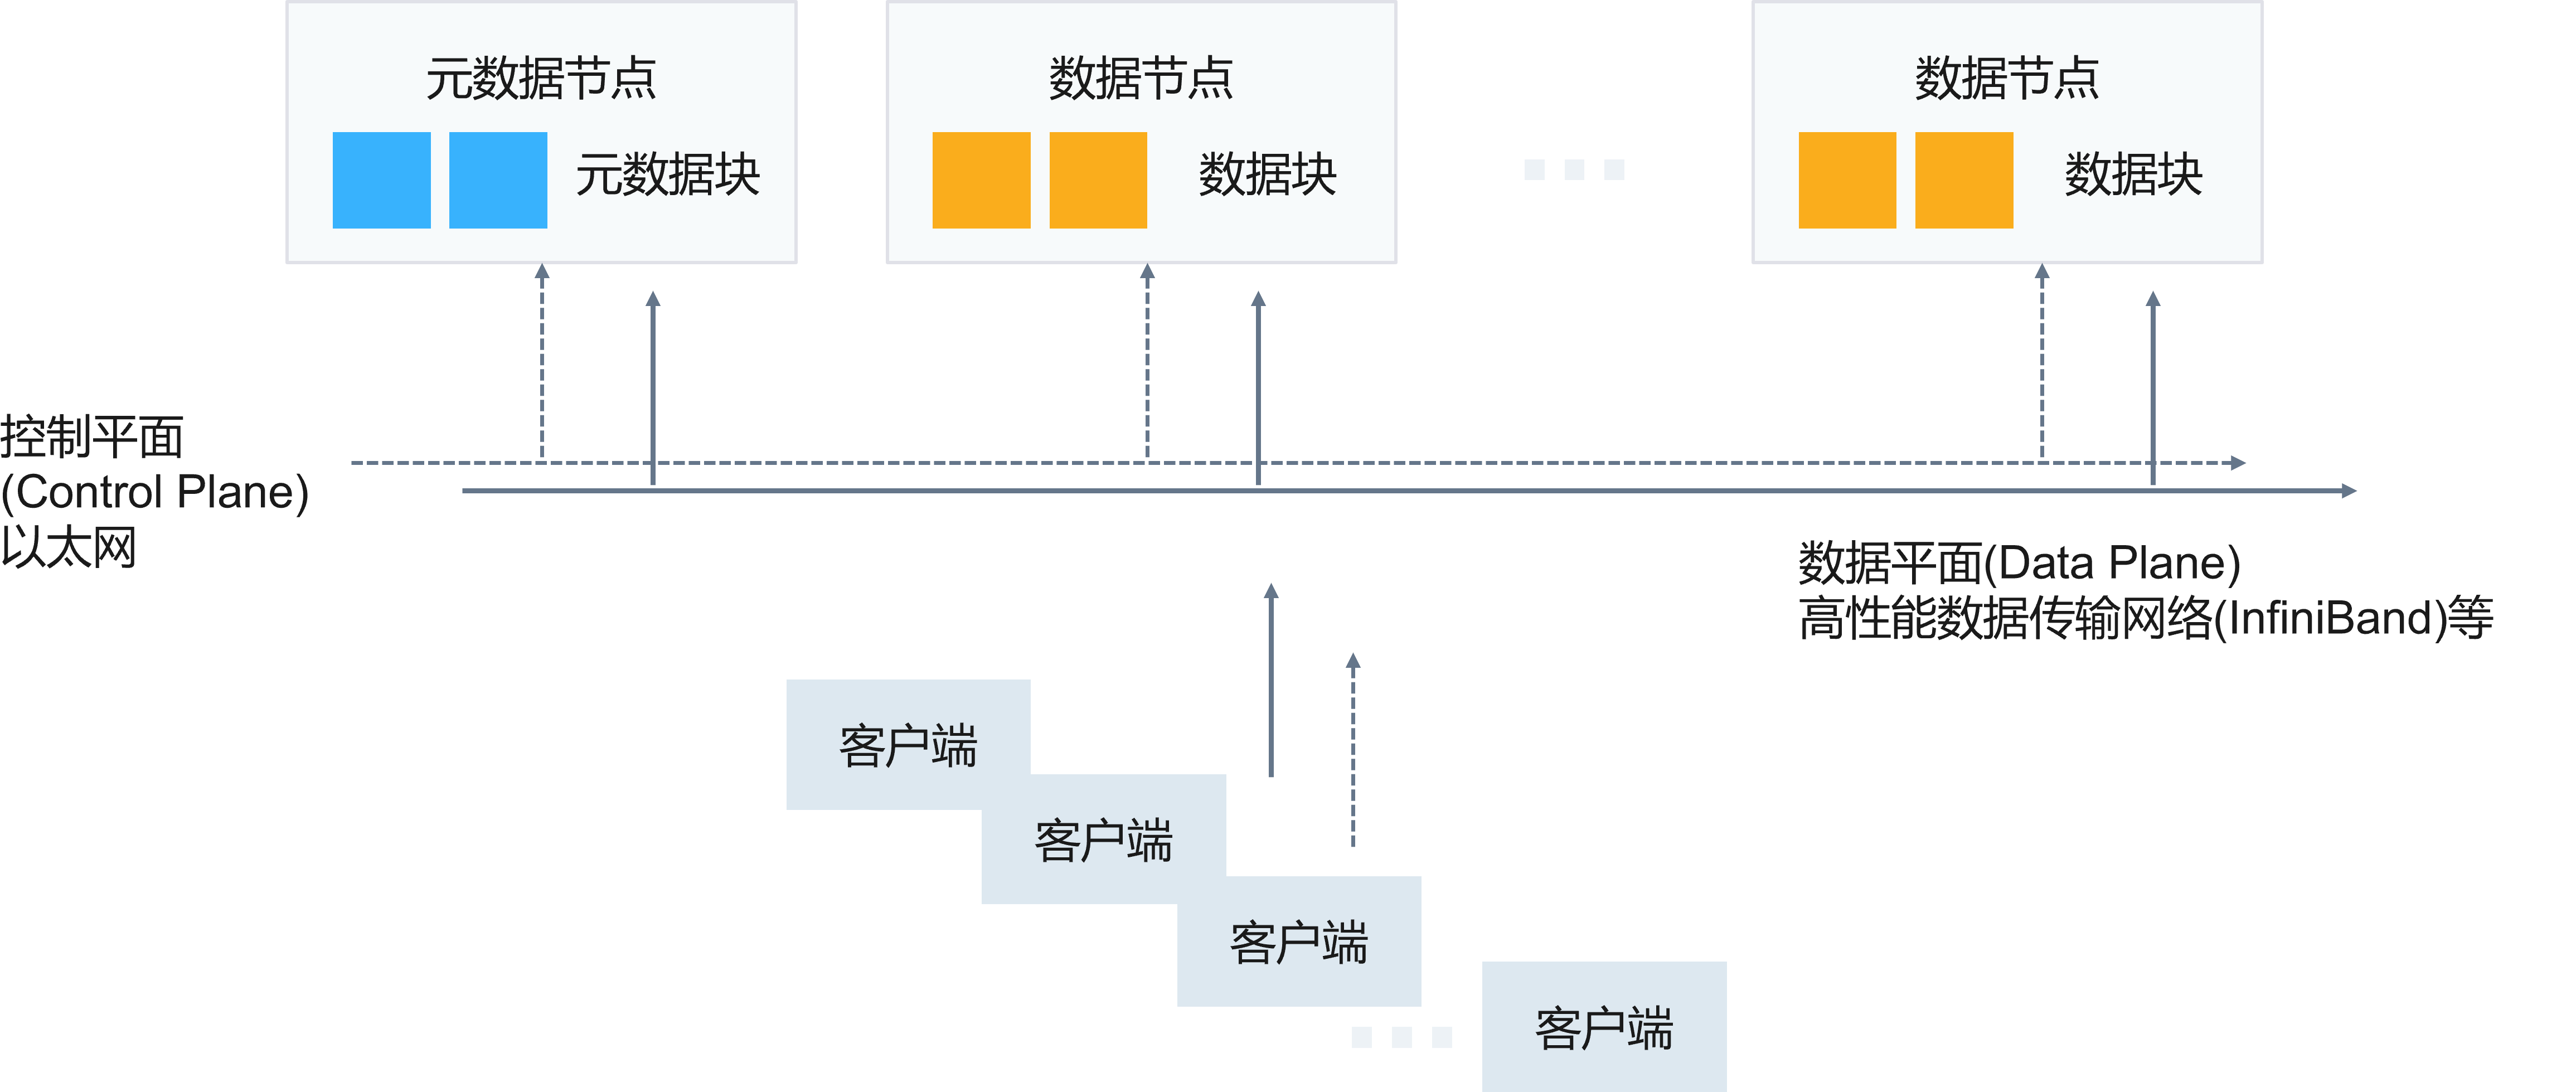 元数据节点
元数据块
数据节点
数据块
数据节点
数据块
控制平面
(Control Plane)
以太网
数据平面(Data Plane)
高性能数据传输网络(InfiniBand)等
客户端
客户端
客户端
客户端